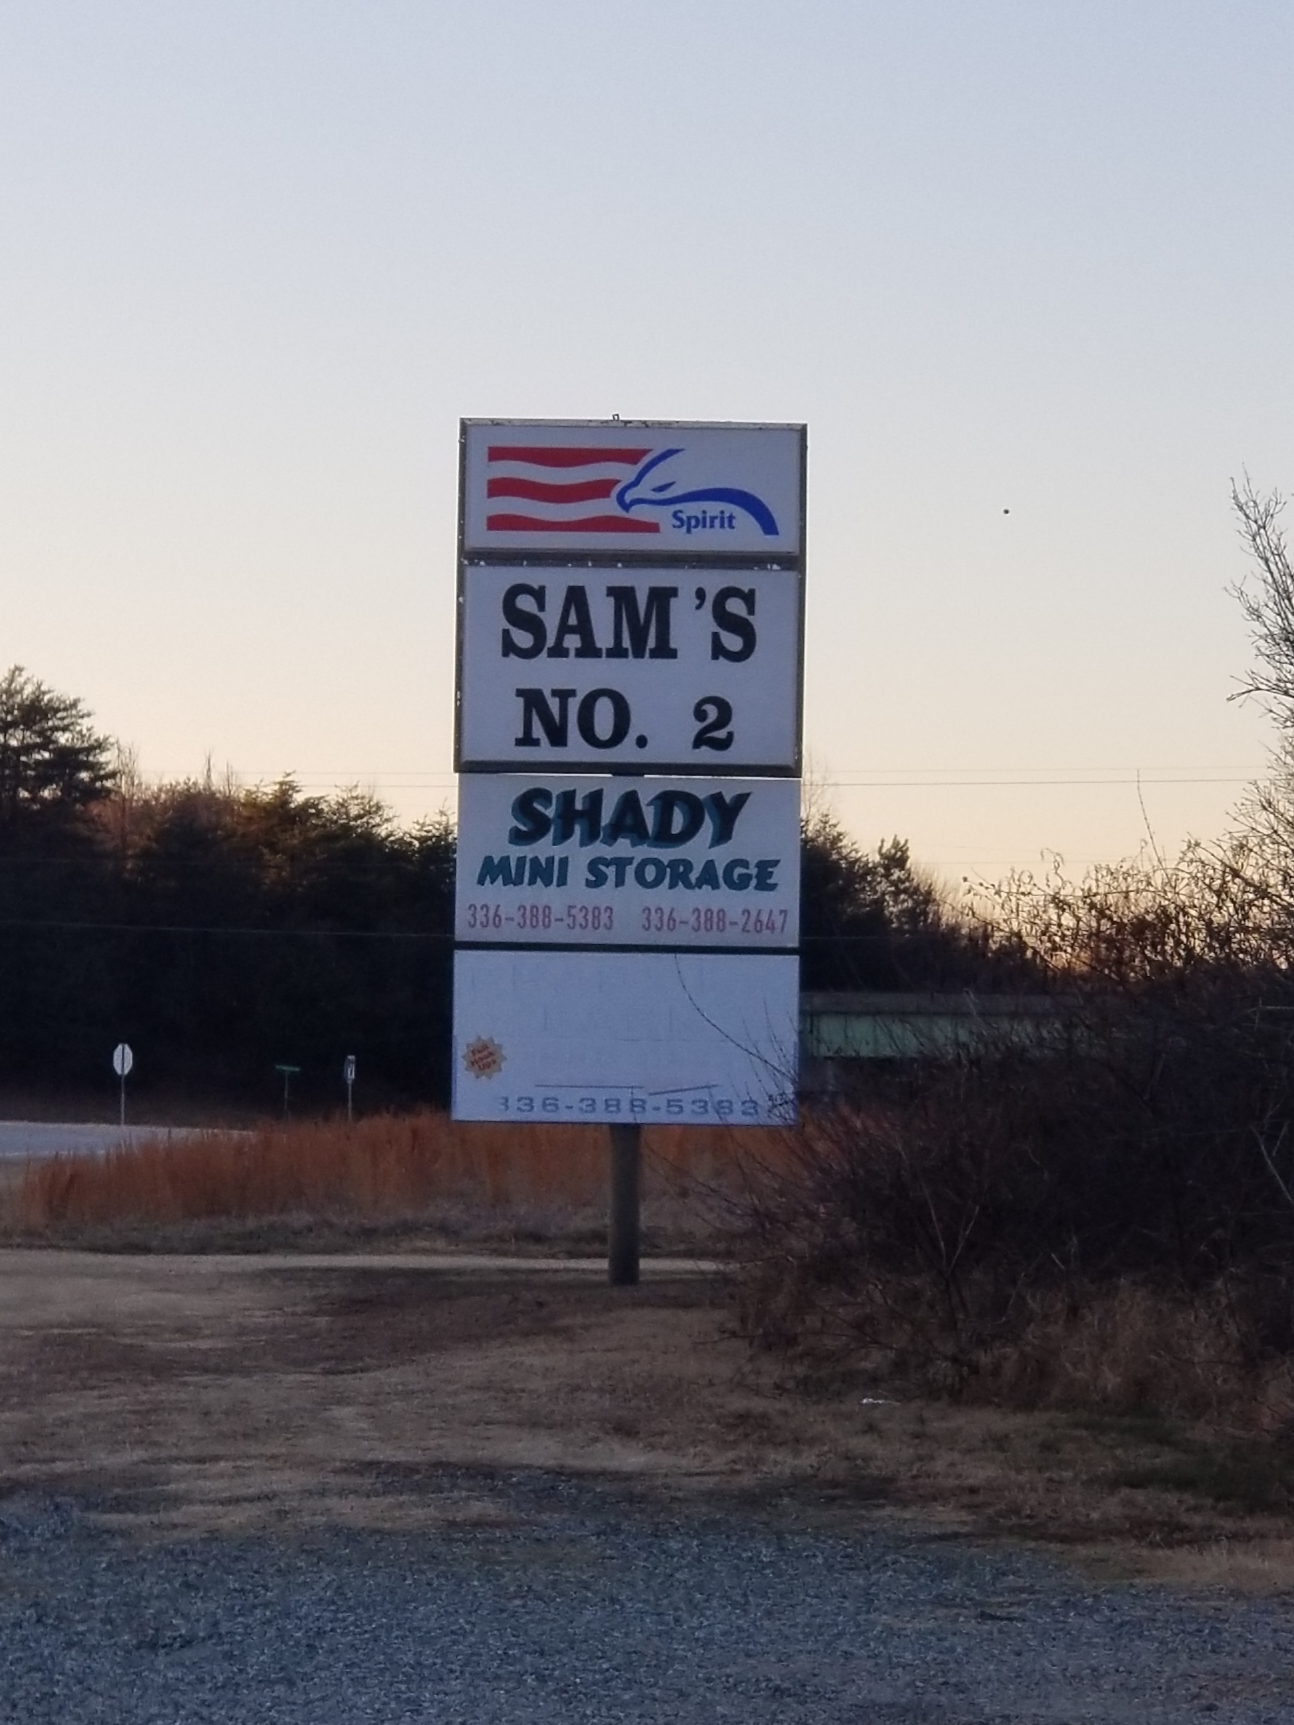 Spirit
SAM'S
NO. 2
SHADY
MINI STORAGE
336-388-5383 336-388-2647
336-388-5383